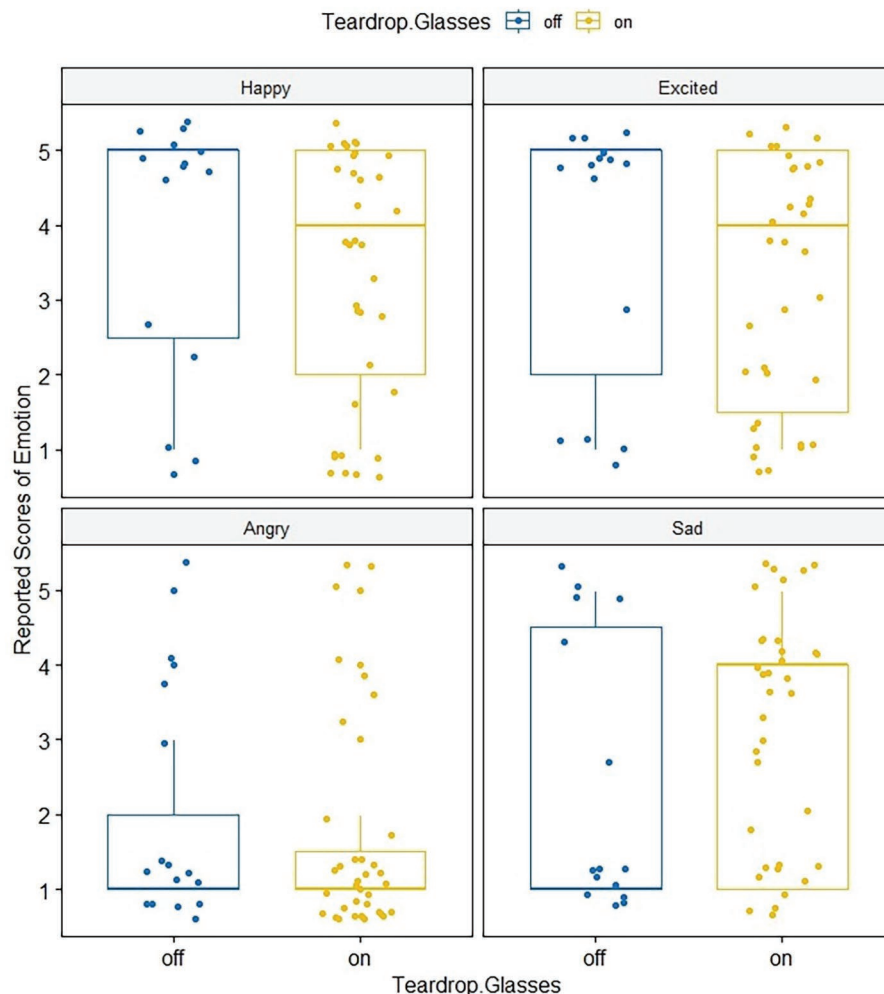 Teardrop.Glasses off on
Happy
Excited
5
4
3
2
1
Angry
Sad
5
4
3
2
1
Reported Scores of Emotion
off
on
off
on
Teardrop.Glasses